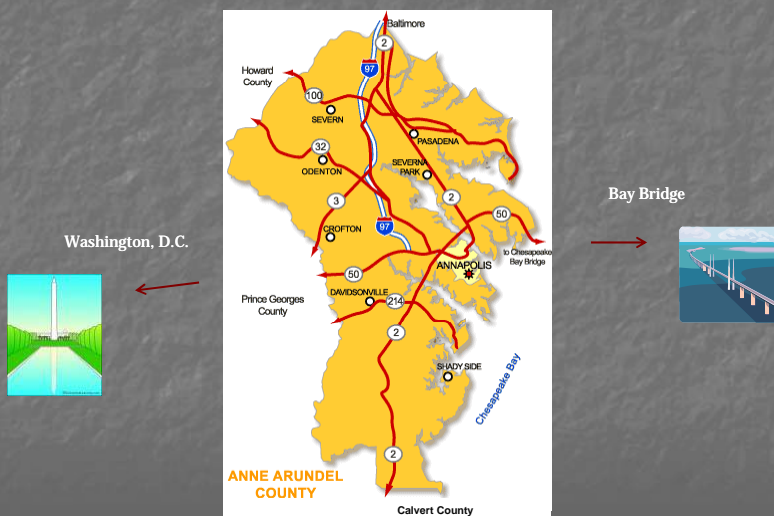 Baltimore
2
97
Howard
County
100
SEVERN
PASADENA
32
ODENTON
SEVERNA
PARK
2
3
50
Bay Bridge
97
CROFTON
Washington, D.C.
to Chesapeake
Bay Bridge
ANNAPOLIS
50
DAVIDSONVILLE
214
Prince Georges
County
2
SHADY SIDE
Chesapeake Bay
2
ANNE ARUNDEL
COUNTY
Calvert County